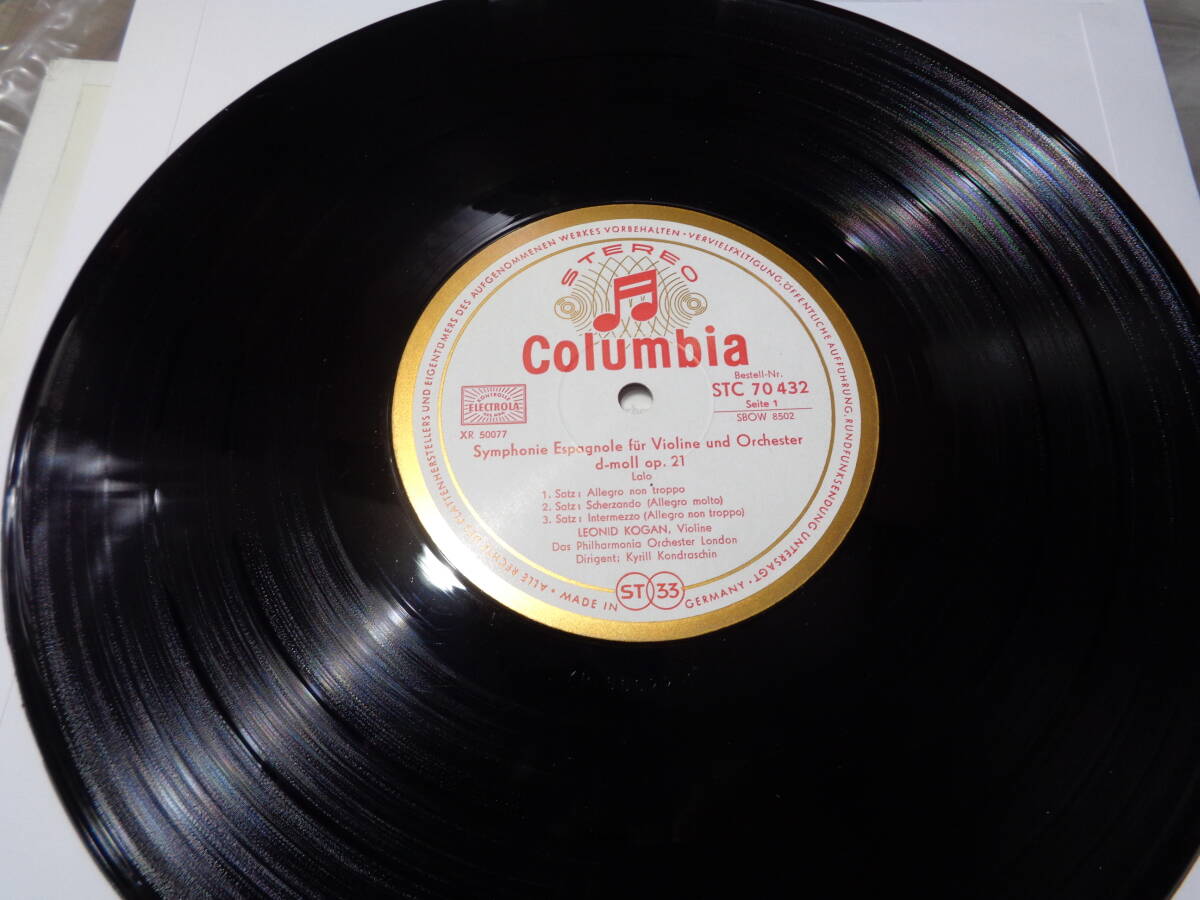 STEREO
Columbia
Bestell-Nr.
STC 70 432
Seite 1
SBOW 8502
KONTROLLE
ELECTROLA
XR 50077
Symphonie Espagnole für Violine und Orchester
d-moll op. 21
Lalo
1. Satz: Allegro non troppo
2. Satz: Scherzando (Allegro molto)
3. Satz: Intermezzo (Allegro non troppo)
LEONID KOGAN, Violine
Das Philharmonia Orchester London
Dirigent: Kyrill Kondraschin
ST 33
• ALLE RECHTE DES PLATTENHERSTELLERS UND EIGENTÜMERS DES AUFGENOMMENEN WERKES VORBEHALTEN - VERVIELFÄLTIGUNG, ÖFFENTLICHE AUFFÜHRUNG, RUNDFUNKSENDUNG UNTERSAGT •
MADE IN GERMANY